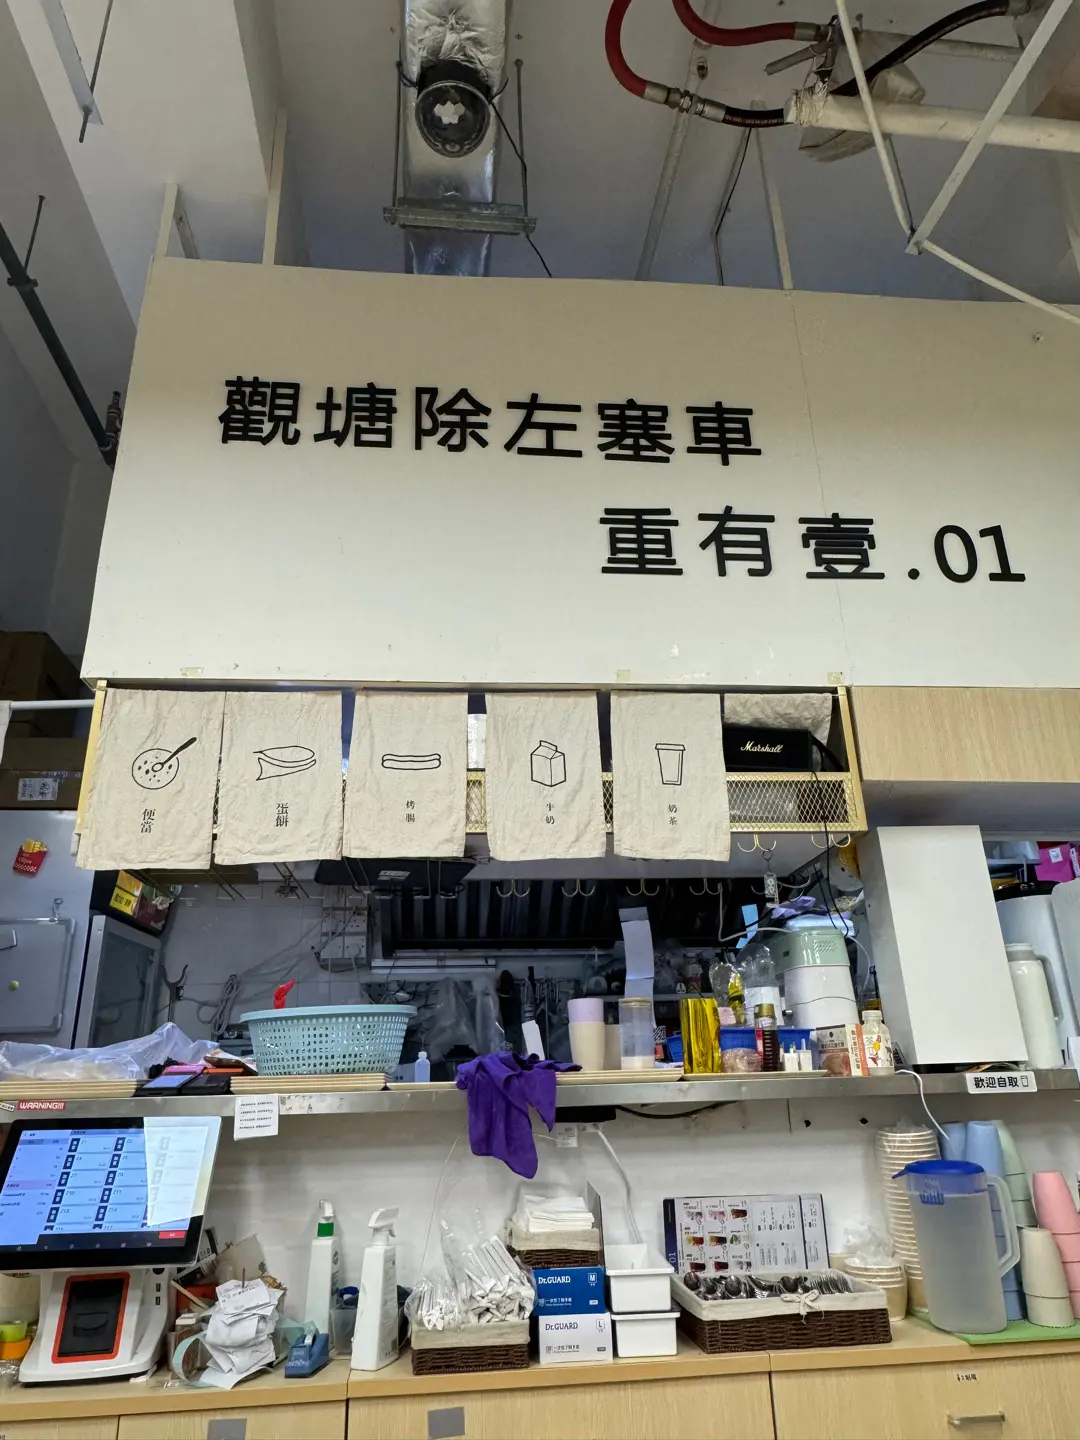 觀塘除左塞車
重有壹.01
便當
蛋餅
烤腸
牛奶
奶茶
Marshall
歡迎自取
WARNING!!!
Dr.GUARD M
Dr.GUARD L
01